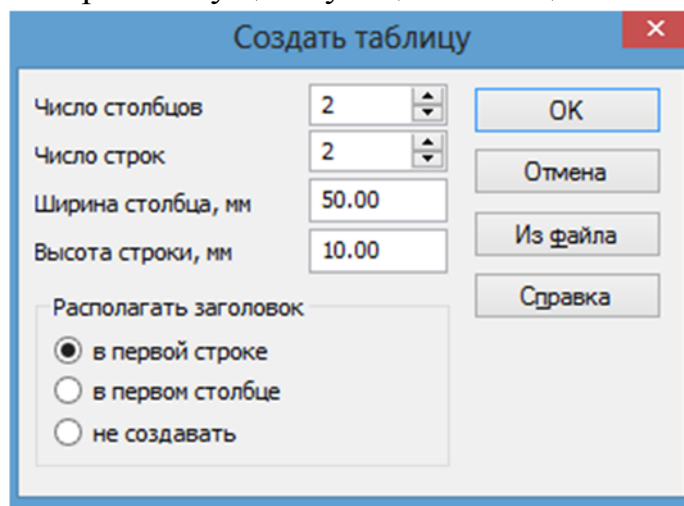 Создать таблицу
Число столбцов 2
Число строк 2
Ширина столбца, мм 50.00
Высота строки, мм 10.00
Располагать заголовок
в первой строке
в первом столбце
не создавать
OK
Отмена
Из файла
Справка